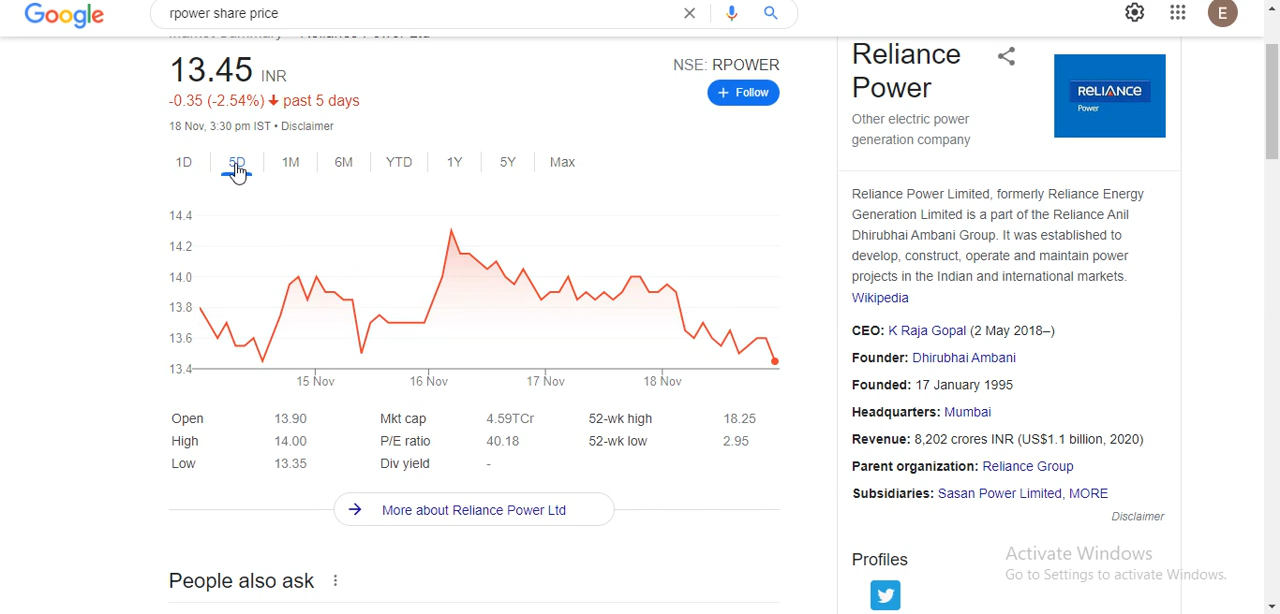 Google
rpower share price
E
Market Summary > Reliance Power Ltd
13.45 INR
-0.35 (-2.54%) past 5 days
18 Nov, 3:30 pm IST • Disclaimer
NSE: RPOWER
+ Follow
1D 5D 1M 6M YTD 1Y 5Y Max
14.4
14.2
14.0
13.8
13.6
13.4
15 Nov 16 Nov 17 Nov 18 Nov
Open 13.90 Mkt cap 4.59TCr 52-wk high 18.25
High 14.00 P/E ratio 40.18 52-wk low 2.95
Low 13.35 Div yield -
More about Reliance Power Ltd
People also ask
Reliance
Power
Other electric power
generation company
RELIANCE
Power
Reliance Power Limited, formerly Reliance Energy
Generation Limited is a part of the Reliance Anil
Dhirubhai Ambani Group. It was established to
develop, construct, operate and maintain power
projects in the Indian and international markets.
Wikipedia
CEO: K Raja Gopal (2 May 2018–)
Founder: Dhirubhai Ambani
Founded: 17 January 1995
Headquarters: Mumbai
Revenue: 8,202 crores INR (US$1.1 billion, 2020)
Parent organization: Reliance Group
Subsidiaries: Sasan Power Limited, MORE
Disclaimer
Profiles
Activate Windows
Go to Settings to activate Windows.